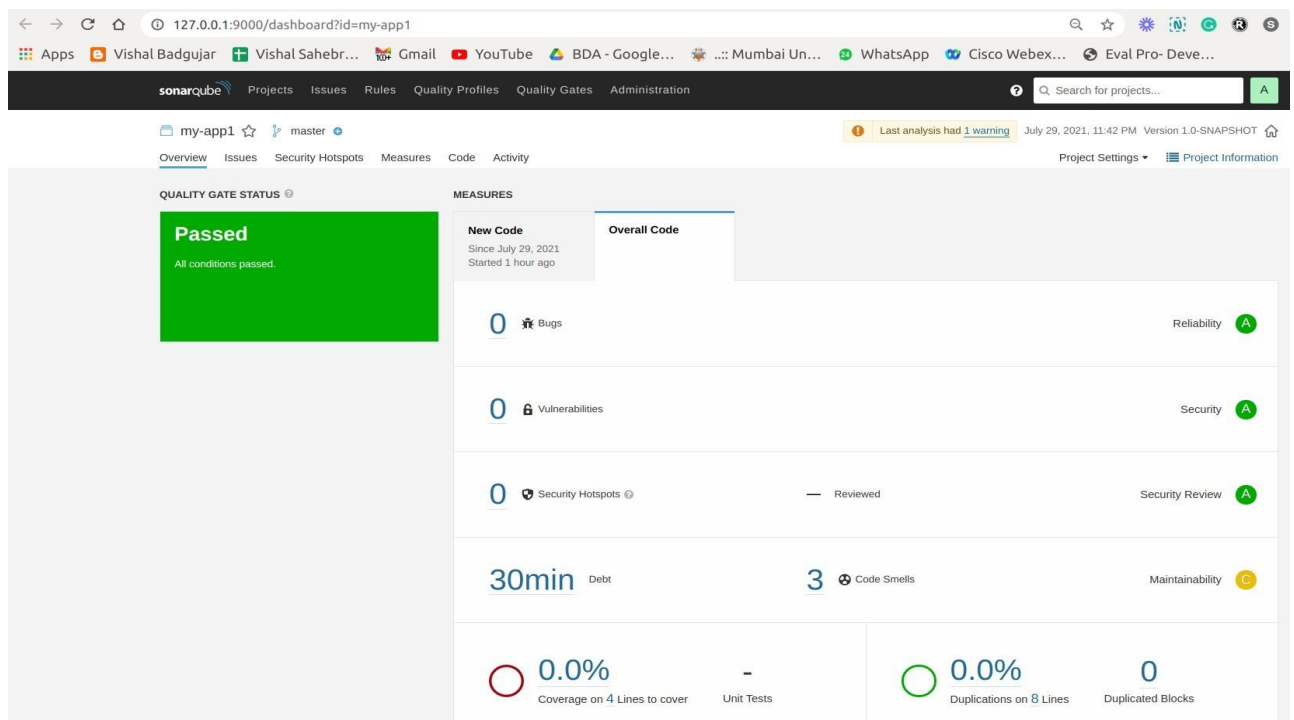 127.0.0.1:9000/dashboard?id=my-app1
Apps Vishal Badgujar Vishal Sahebr... Gmail YouTube BDA - Google... ..:: Mumbai Un... WhatsApp Cisco Webex... Eval Pro- Deve...
sonarqube Projects Issues Rules Quality Profiles Quality Gates Administration Search for projects... A
my-app1 master Last analysis had 1 warning July 29, 2021, 11:42 PM Version 1.0-SNAPSHOT
Overview Issues Security Hotspots Measures Code Activity Project Settings Project Information
QUALITY GATE STATUS MEASURES
Passed
All conditions passed.
New Code
Since July 29, 2021
Started 1 hour ago
Overall Code
0 Bugs Reliability A
0 Vulnerabilities Security A
0 Security Hotspots — Reviewed Security Review A
30min Debt 3 Code Smells Maintainability C
0.0% - 0.0% 0
Coverage on 4 Lines to cover Unit Tests Duplications on 8 Lines Duplicated Blocks